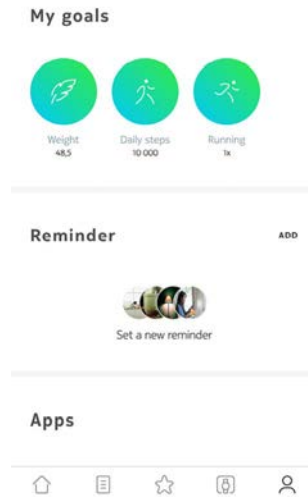 My goals
Weight
48,5
Daily steps
10 000
Running
1x
Reminder
ADD
Set a new reminder
Apps